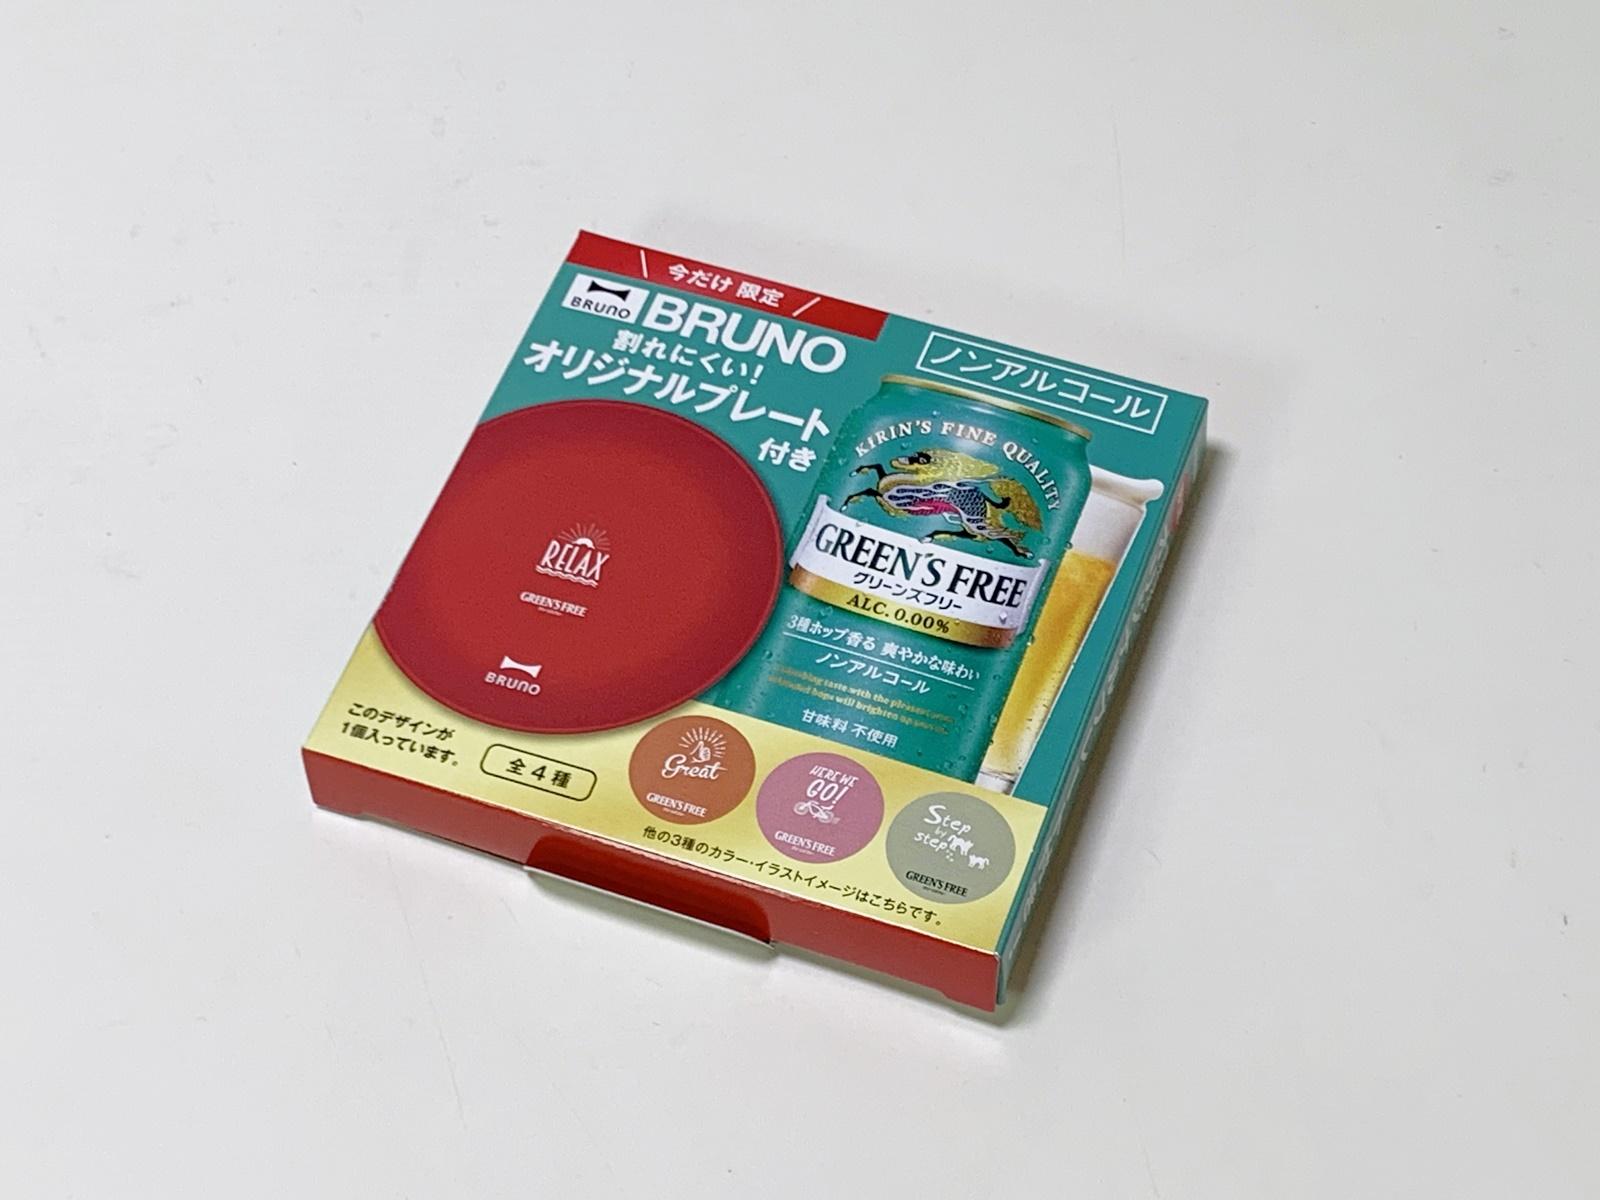 今だけ 限定
BRUNO BRUNO
割れにくい!
オリジナルプレート
付き
ノンアルコール
RELAX
GREEN'S FREE
BRUNO
KIRIN'S FINE QUALITY
GREEN'S FREE
グリーンズフリー
ALC. 0.00%
3種ホップ香る 爽やかな味わい
ノンアルコール
甘味料 不使用
このデザインが
1個入っています。
全4種
Great
GREEN'S FREE
HERE WE
GO!
GREEN'S FREE
Step
by
step
GREEN'S FREE
他の3種のカラー・イラストイメージはこちらです。